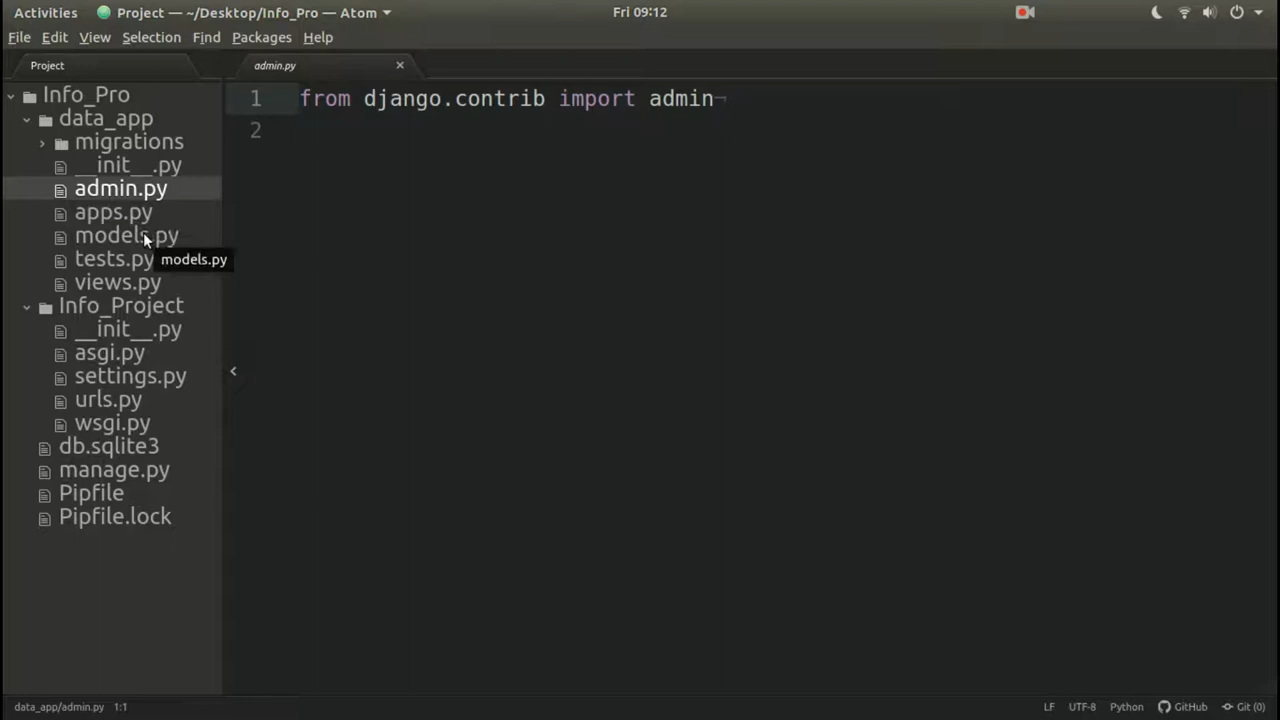 Activities Project — ~/Desktop/Info_Pro — Atom Fri 09:12
File Edit View Selection Find Packages Help
Project admin.py
Info_Pro
data_app
migrations
__init__.py
admin.py
apps.py
models.py
tests.py
models.py
views.py
Info_Project
__init__.py
asgi.py
settings.py
urls.py
wsgi.py
db.sqlite3
manage.py
Pipfile
Pipfile.lock
1 from django.contrib import admin¬
2
data_app/admin.py 1:1 LF UTF-8 Python GitHub Git (0)